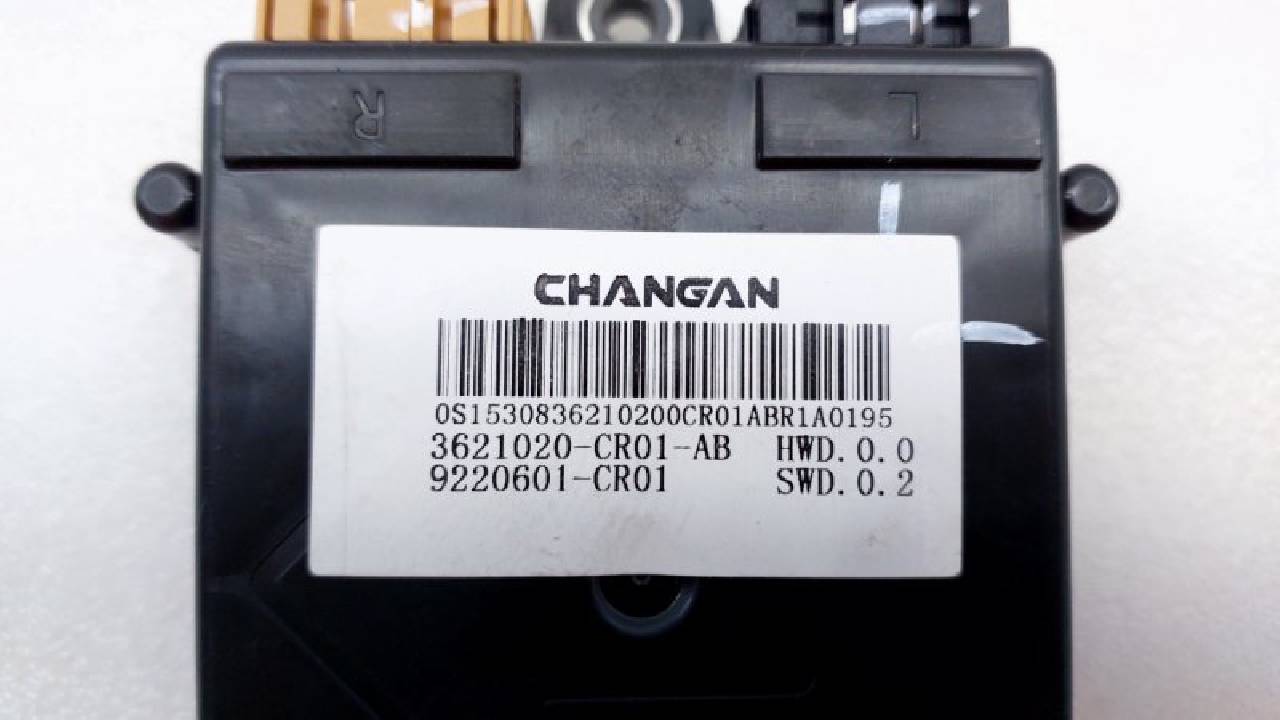 R
L
CHANGAN
0S1530836210200CR01ABR1A0195
3621020-CR01-AB HWD.0.0
9220601-CR01 SWD.0.2